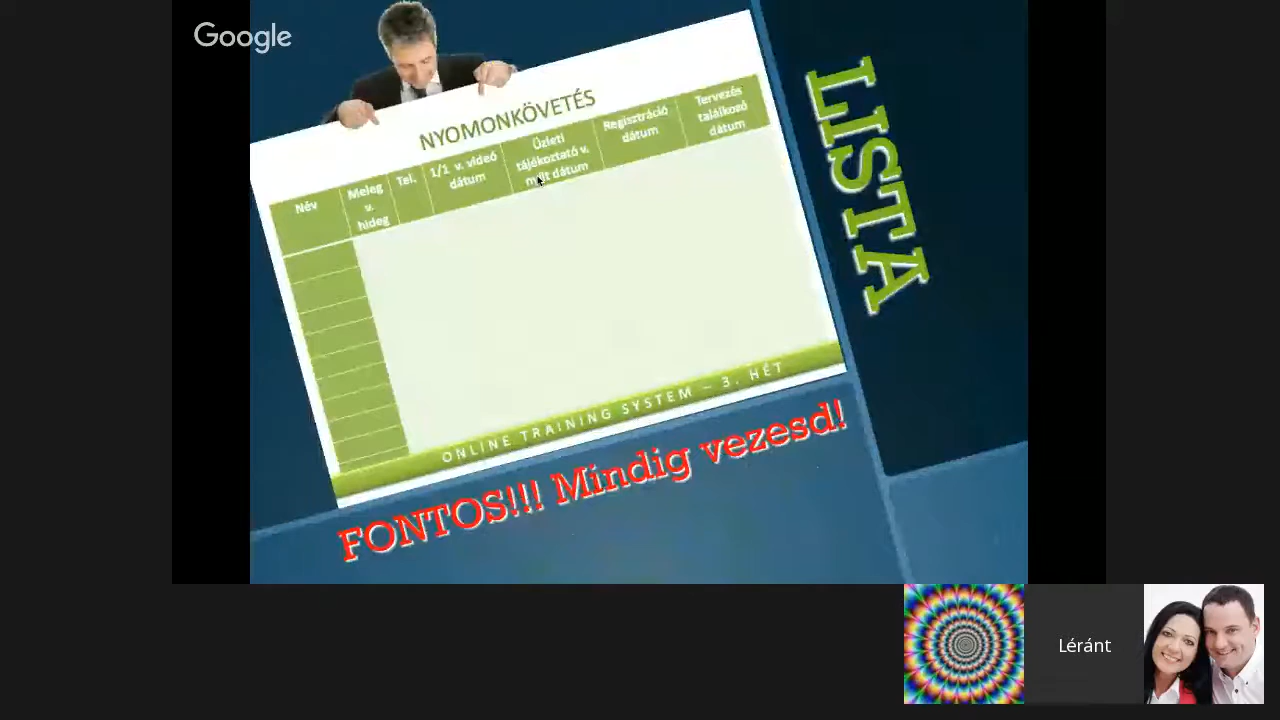 Google
NYOMONKÖVETÉS
Név
Meleg
v.
hideg
Tel.
1/1 v. videó
dátum
Üzleti
tájékoztató v.
mllt dátum
Regisztráció
dátum
Tervezés
találkozó
dátum
ONLINE TRAINING SYSTEM – 3. HÉT
LISTA
FONTOS!!! Mindig vezesd!
Léránt